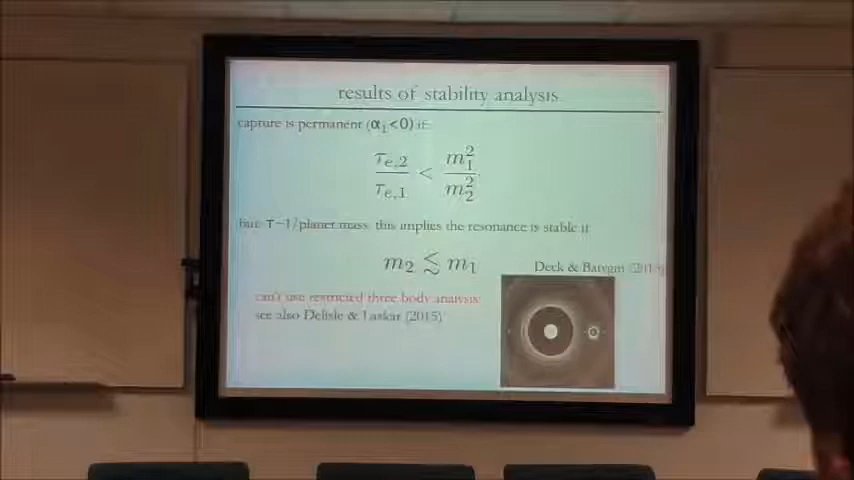 results of stability analysis
capture is permanent (α₁<0) if:
τₑ,₂ / τₑ,₁ < m₁² / m₂²
but τ~1/planet mass. this implies the resonance is stable if
m₂ ≲ m₁
Deck & Batygin (2015)
can't use restricted three body analysis
see also Delisle & Laskar (2015)